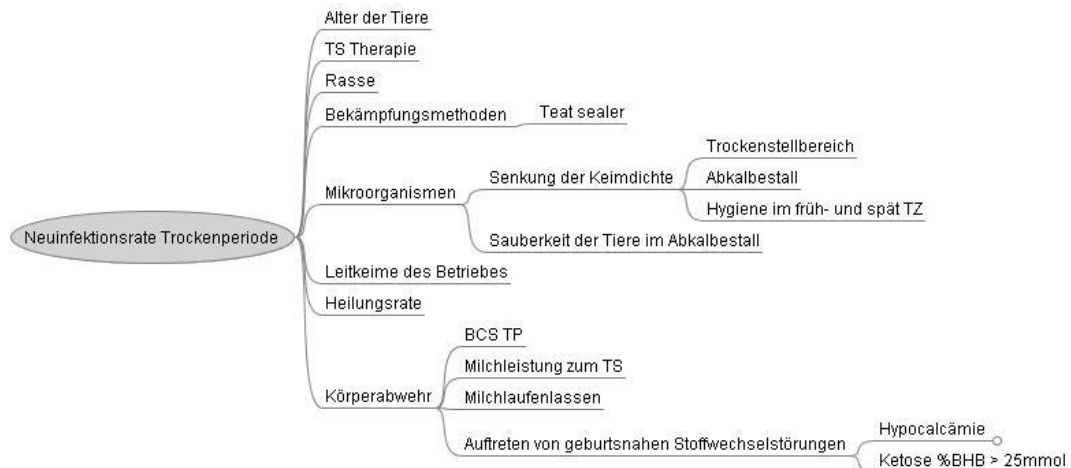 Neuinfektionsrate Trockenperiode
Alter der Tiere
TS Therapie
Rasse
Bekämpfungsmethoden
Teat sealer
Mikroorganismen
Senkung der Keimdichte
Trockenstellbereich
Abkalbestall
Hygiene im früh- und spät TZ
Sauberkeit der Tiere im Abkalbestall
Leitkeime des Betriebes
Heilungsrate
Körperabwehr
BCS TP
Milchleistung zum TS
Milchlaufenlassen
Auftreten von geburtsnahen Stoffwechselstörungen
Hypocalcämie
Ketose %BHB > 25mmol